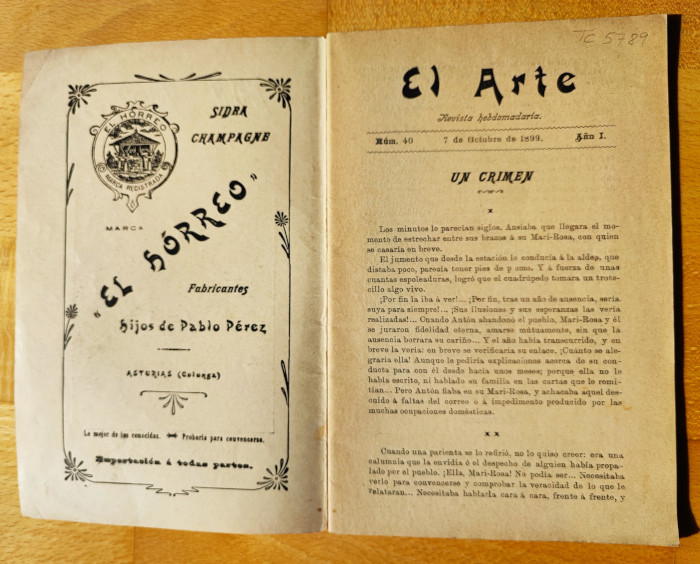 EL HÓRREO
MARCA REGISTRADA
SIDRA
CHAMPAGNE
MARCA
"EL HÓRREO"
Fabricantes
Hijos de Pablo Pérez
ASTURIAS (Colunga)
Lo mejor de los conocidas. Probarla para convencerse.
Exportación á todas partes.
TC 5789
El Arte
Revista hebdomadaria.
Núm. 40 7 de Octubre de 1899. Año I.
UN CRIMEN
x
Los minutos le parecían siglos. Ansiaba que llegara el mo-
mento de estrechar entre sus brazos á su Mari-Rosa, con quien
se casaría en breve.
El jumento que desde la estación le conducía á la aldea, que
distaba poco, parecía tener pies de p omo. Y á fuerza de unas
cuantas espoleaduras, logró que el cuadrúpedo tomara un trote-
cillo algo vivo.
¡Por fin la iba á ver!... ¡Por fin, tras un año de ausencia, sería
suya para siempre!... ¡Sus ilusiones y sus esperanzas las vería
realizadas!... Cuando Antón abandonó el pueblo, Mari-Rosa y él
se juraron fidelidad eterna, amarse mútuamente, sin que la
ausencia borrara su cariño... Y el año había transcurrido, y en
breve la vería: en breve se verificaría su enlace. ¡Cuánto se ale-
graría ella! Aunque le pediría explicaciones acerca de su con-
ducta para con él desde hacía unos meses; porque ella no le
había escrito, ni hablado su familia en las cartas que le remi-
tían... Pero Antón fiaba en su Mari-Rosa, y achacaba aquel des-
cuido á faltas del correo ó á impedimento producido por las
muchas ocupaciones domésticas.
x x
Cuando una parienta se lo refirió, no lo quiso creer: era una
calumnia que la envidia ó el despecho de alguien había propa-
lado por el pueblo. ¡Ella, Mari-Rosa! No podía ser... Necesitaba
verlo para convencerse y comprobar la veracidad de lo que le
relataran... Necesitaba hablarla cara á cara, frente á frente, y